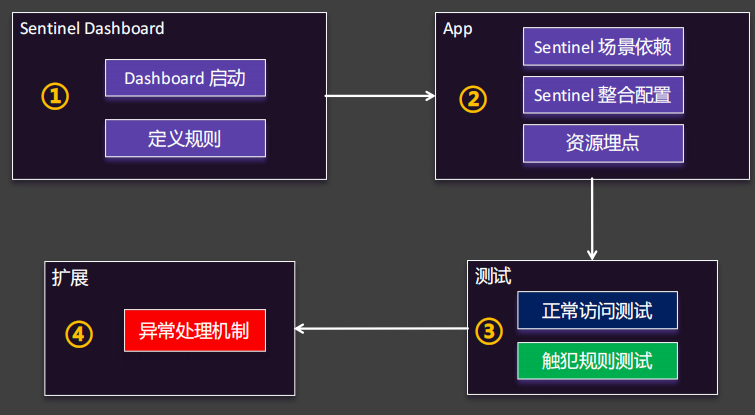 Sentinel Dashboard
①
Dashboard 启动
定义规则
App
②
Sentinel 场景依赖
Sentinel 整合配置
资源埋点
测试
③
正常访问测试
触犯规则测试
扩展
④
异常处理机制